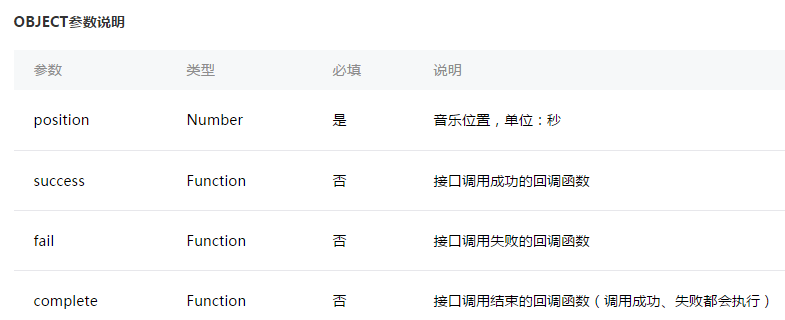 OBJECT参数说明
参数 类型 必填 说明
position Number 是 音乐位置，单位：秒
success Function 否 接口调用成功的回调函数
fail Function 否 接口调用失败的回调函数
complete Function 否 接口调用结束的回调函数（调用成功、失败都会执行）